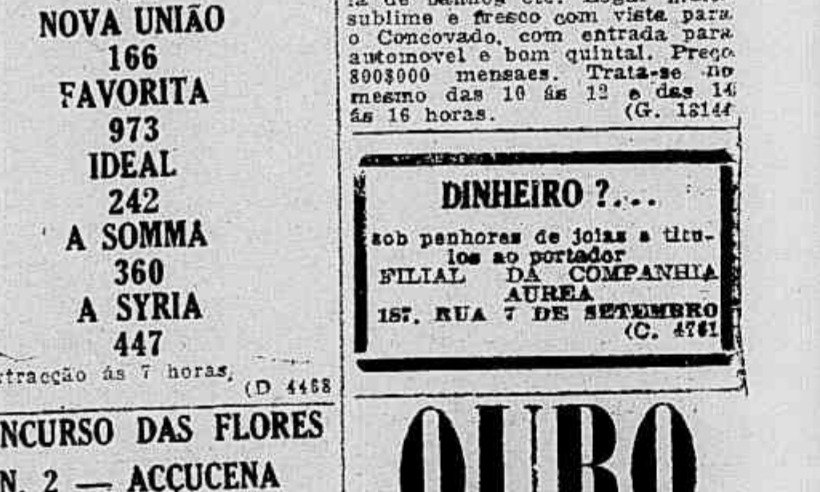 NOVA UNIÃO
166
FAVORITA
973
IDEAL
242
A SOMMA
360
A SYRIA
447
tracção ás 7 horas,
(D 4468
NCURSO DAS FLORES
N. 2 — ACCUCENA
sublime e fresco com vista para
o Concovado, com entrada para
automovel e bom quintal. Preço
800$000 mensaes. Trata-se no
mesmo das 10 ás 12 e das 14
ás 16 horas. (G. 13144
DINHEIRO ?...
sob penhores de joias e titu-
los ao portador
FILIAL DA COMPANHIA
AUREA
187, RUA 7 DE SETEMBRO
(C. 4761
OURO